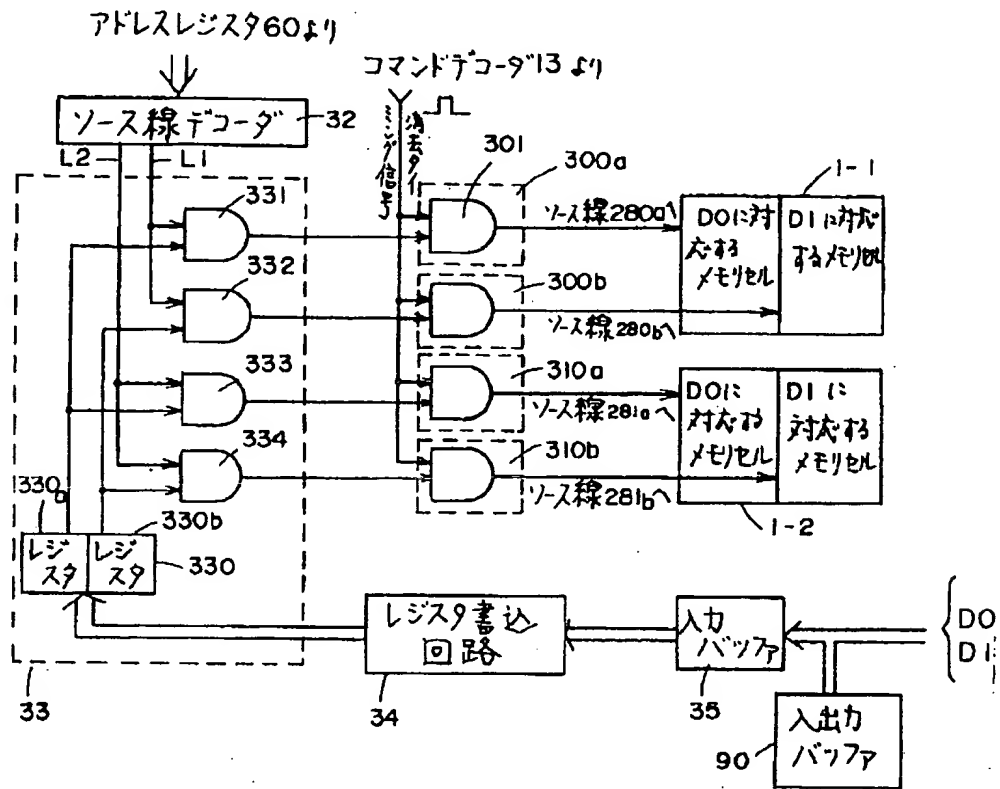 アドレスレジスタ60より
コマンドデコーダ13より
ソース線デコーダ
32
L2
L1
消去タイ
ミング信号
331
301
300a
1-1
ソース線280aへ
D0に対
応する
メモリセル
D1に対応
するメモリセル
332
300b
ソース線280bへ
333
310a
ソース線281aへ
D0に
対応する
メモリセル
D1に
対応する
メモリセル
334
310b
ソース線281bへ
1-2
330a
330b
レジ
スタ
レジ
スタ
330
レジスタ書込
回路
入力
バッファ
D0
D1
33
34
35
入出力
バッファ
90